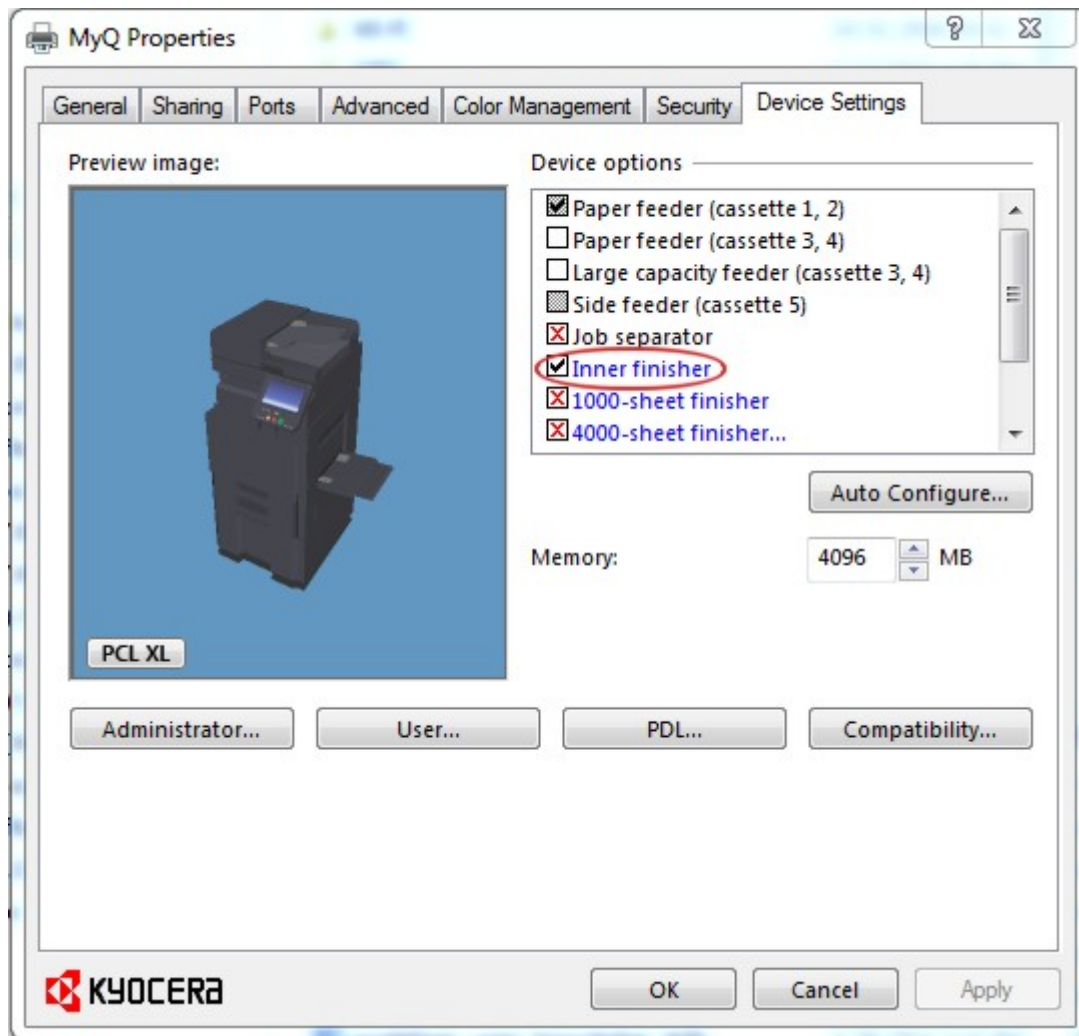 MyQ Properties
General Sharing Ports Advanced Color Management Security Device Settings
Preview image:
Device options
Paper feeder (cassette 1, 2)
Paper feeder (cassette 3, 4)
Large capacity feeder (cassette 3, 4)
Side feeder (cassette 5)
Job separator
Inner finisher
1000-sheet finisher
4000-sheet finisher...
Auto Configure...
Memory: 4096 MB
PCL XL
Administrator... User... PDL... Compatibility...
KYOCERA OK Cancel Apply